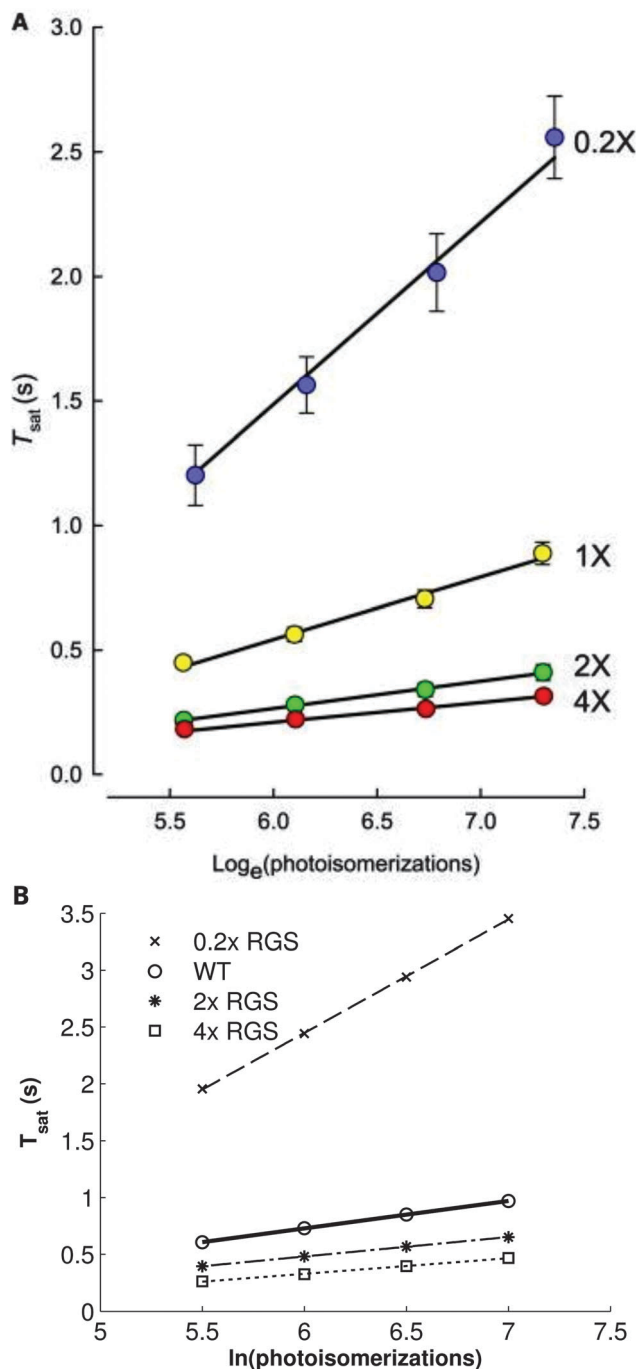 A
3.0
2.5
2.0
1.5
1.0
0.5
0.0
T sat (s)
0.2X
1X
2X
4X
5.5 6.0 6.5 7.0 7.5
Loge(photoisomerizations)
B
3.5
3
2.5
2
1.5
1
0.5
0
Tsat (s)
0.2x RGS
WT
2x RGS
4x RGS
5 5.5 6 6.5 7 7.5
ln(photoisomerizations)